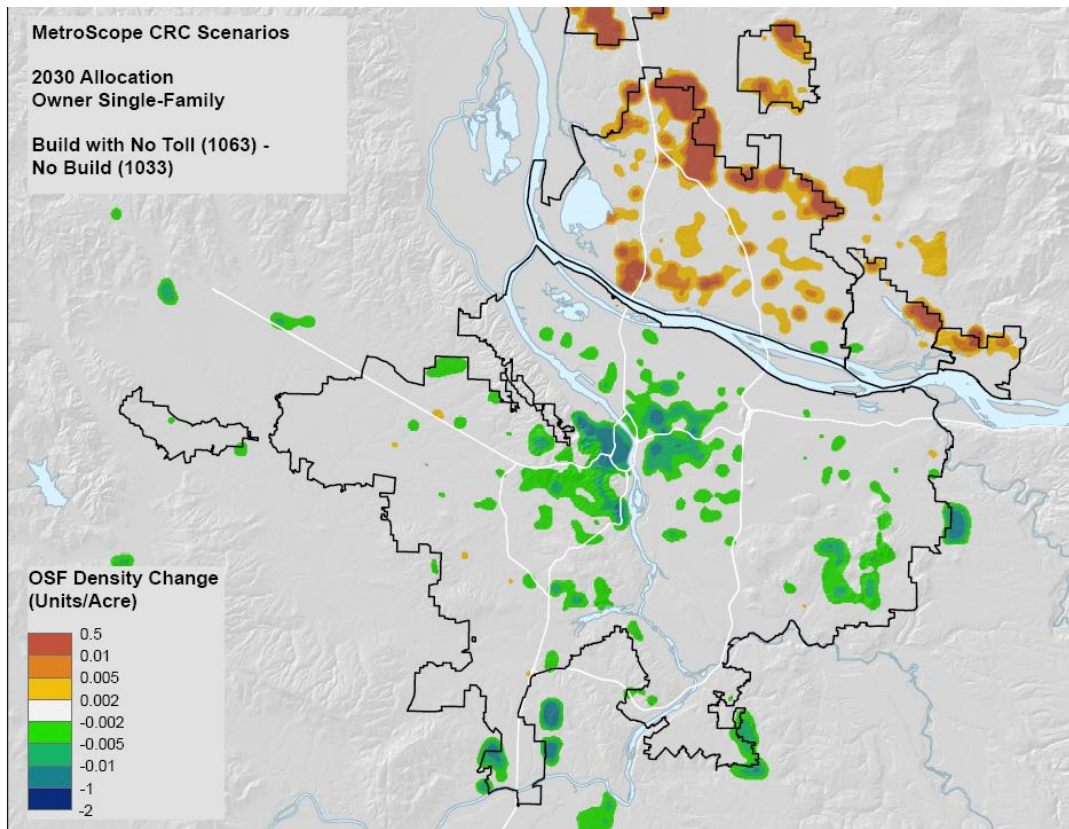 MetroScope CRC Scenarios
2030 Allocation
Owner Single-Family
Build with No Toll (1063) -
No Build (1033)
OSF Density Change
(Units/Acre)
0.5
0.01
0.005
0.002
-0.002
-0.005
-0.01
-1
-2